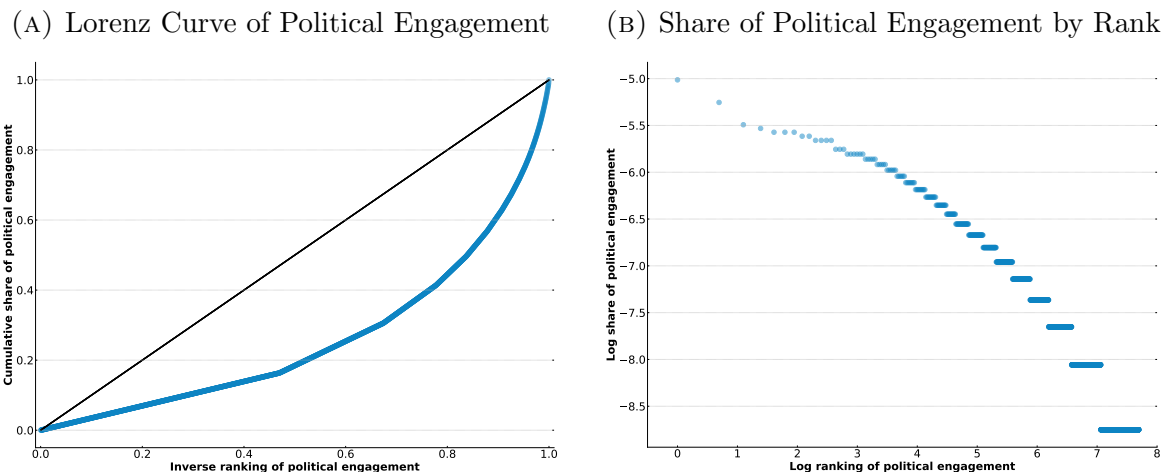 (A) Lorenz Curve of Political Engagement
(B) Share of Political Engagement by Rank
Cumulative share of political engagement
1.0
0.8
0.6
0.4
0.2
0.0
0.0 0.2 0.4 0.6 0.8 1.0
Inverse ranking of political engagement
Log share of political engagement
−5.0
−5.5
−6.0
−6.5
−7.0
−7.5
−8.0
−8.5
0 1 2 3 4 5 6 7 8
Log ranking of political engagement